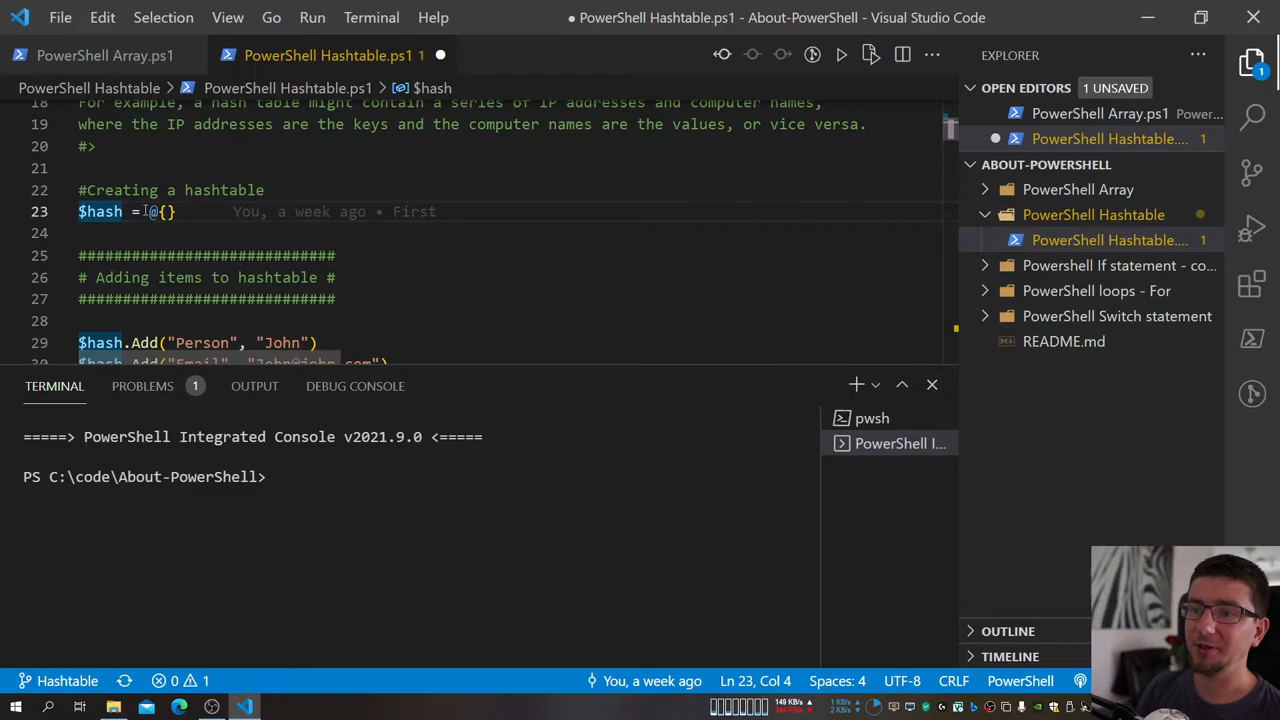 File Edit Selection View Go Run Terminal Help
● PowerShell Hashtable.ps1 - About-PowerShell - Visual Studio Code
PowerShell Array.ps1
PowerShell Hashtable.ps1 1 ●
PowerShell Hashtable > PowerShell Hashtable.ps1 > $hash
18 For example, a hash table might contain a series of IP addresses and computer names,
19 where the IP addresses are the keys and the computer names are the values, or vice versa.
20 #>
21
22 #Creating a hashtable
23 $hash = @{} You, a week ago • First
24
25 #############################
26 # Adding items to hashtable #
27 #############################
28
29 $hash.Add("Person", "John")
30 $hash.Add("Email", "John@john.com")
TERMINAL PROBLEMS 1 OUTPUT DEBUG CONSOLE
=====> PowerShell Integrated Console v2021.9.0 <=====
PS C:\code\About-PowerShell>
pwsh
PowerShell I...
EXPLORER
OPEN EDITORS 1 UNSAVED
PowerShell Array.ps1 Power...
PowerShell Hashtable.... 1
ABOUT-POWERSHELL
PowerShell Array
PowerShell Hashtable
PowerShell Hashtable.... 1
Powershell If statement - co...
PowerShell loops - For
PowerShell Switch statement
README.md
OUTLINE
TIMELINE
1
Hashtable 0 1 You, a week ago Ln 23, Col 4 Spaces: 4 UTF-8 CRLF PowerShell
149 KB/s
2 KB/s